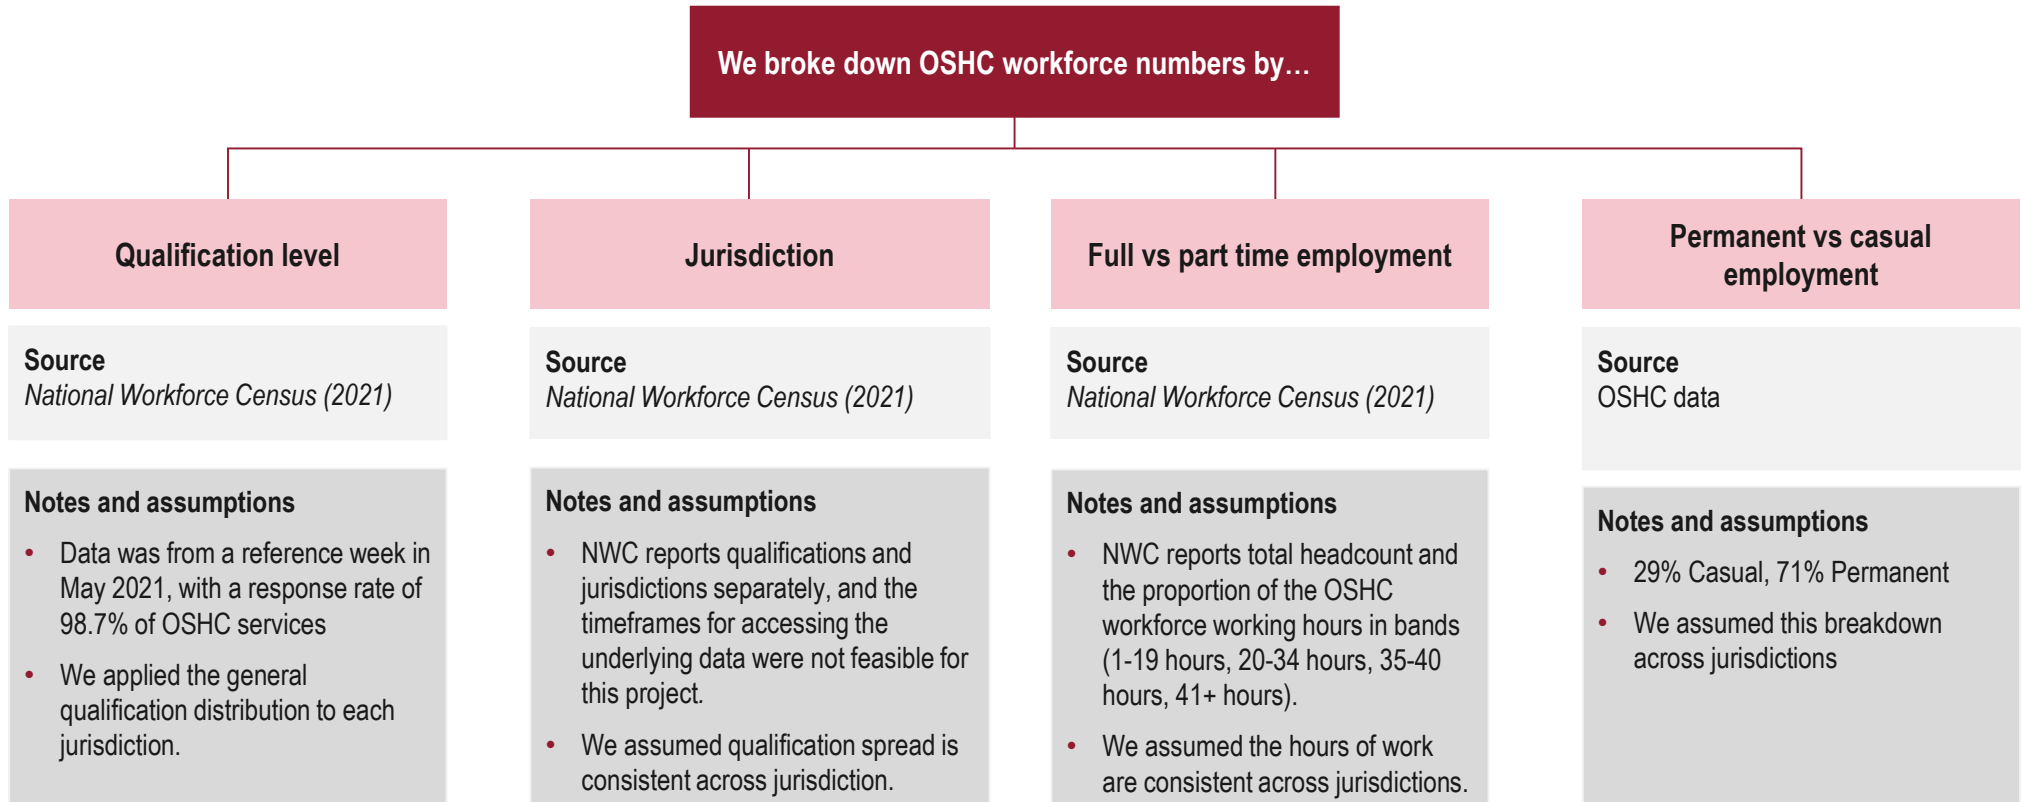 We broke down OSHC workforce numbers by…
Qualification level
Source
National Workforce Census (2021)
Notes and assumptions
• Data was from a reference week in
May 2021, with a response rate of
98.7% of OSHC services
• We applied the general
qualification distribution to each
jurisdiction.
Jurisdiction
Source
National Workforce Census (2021)
Notes and assumptions
• NWC reports qualifications and
jurisdictions separately, and the
timeframes for accessing the
underlying data were not feasible for
this project.
• We assumed qualification spread is
consistent across jurisdiction.
Full vs part time employment
Source
National Workforce Census (2021)
Notes and assumptions
• NWC reports total headcount and
the proportion of the OSHC
workforce working hours in bands
(1-19 hours, 20-34 hours, 35-40
hours, 41+ hours).
• We assumed the hours of work
are consistent across jurisdictions.
Permanent vs casual
employment
Source
OSHC data
Notes and assumptions
• 29% Casual, 71% Permanent
• We assumed this breakdown
across jurisdictions